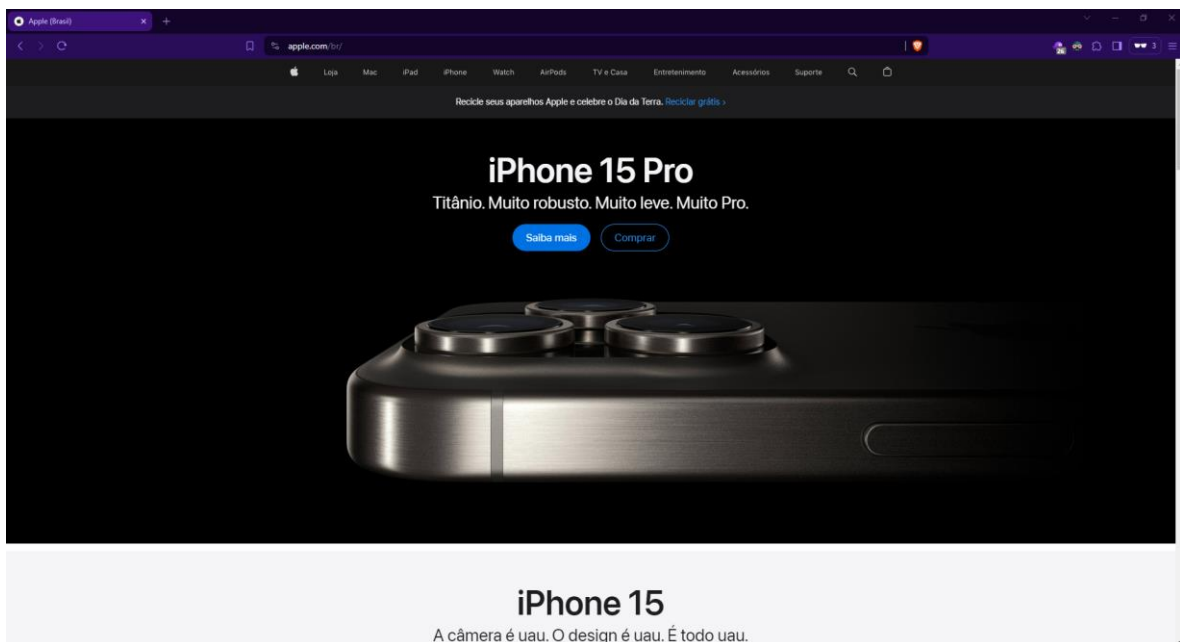 Apple (Brasil)
apple.com/br/
26
3
Loja Mac iPad iPhone Watch AirPods TV e Casa Entretenimento Acessórios Suporte
Recicle seus aparelhos Apple e celebre o Dia da Terra. Reciclar grátis >
iPhone 15 Pro
Titânio. Muito robusto. Muito leve. Muito Pro.
Saiba mais Comprar
iPhone 15
A câmera é uau. O design é uau. É todo uau.